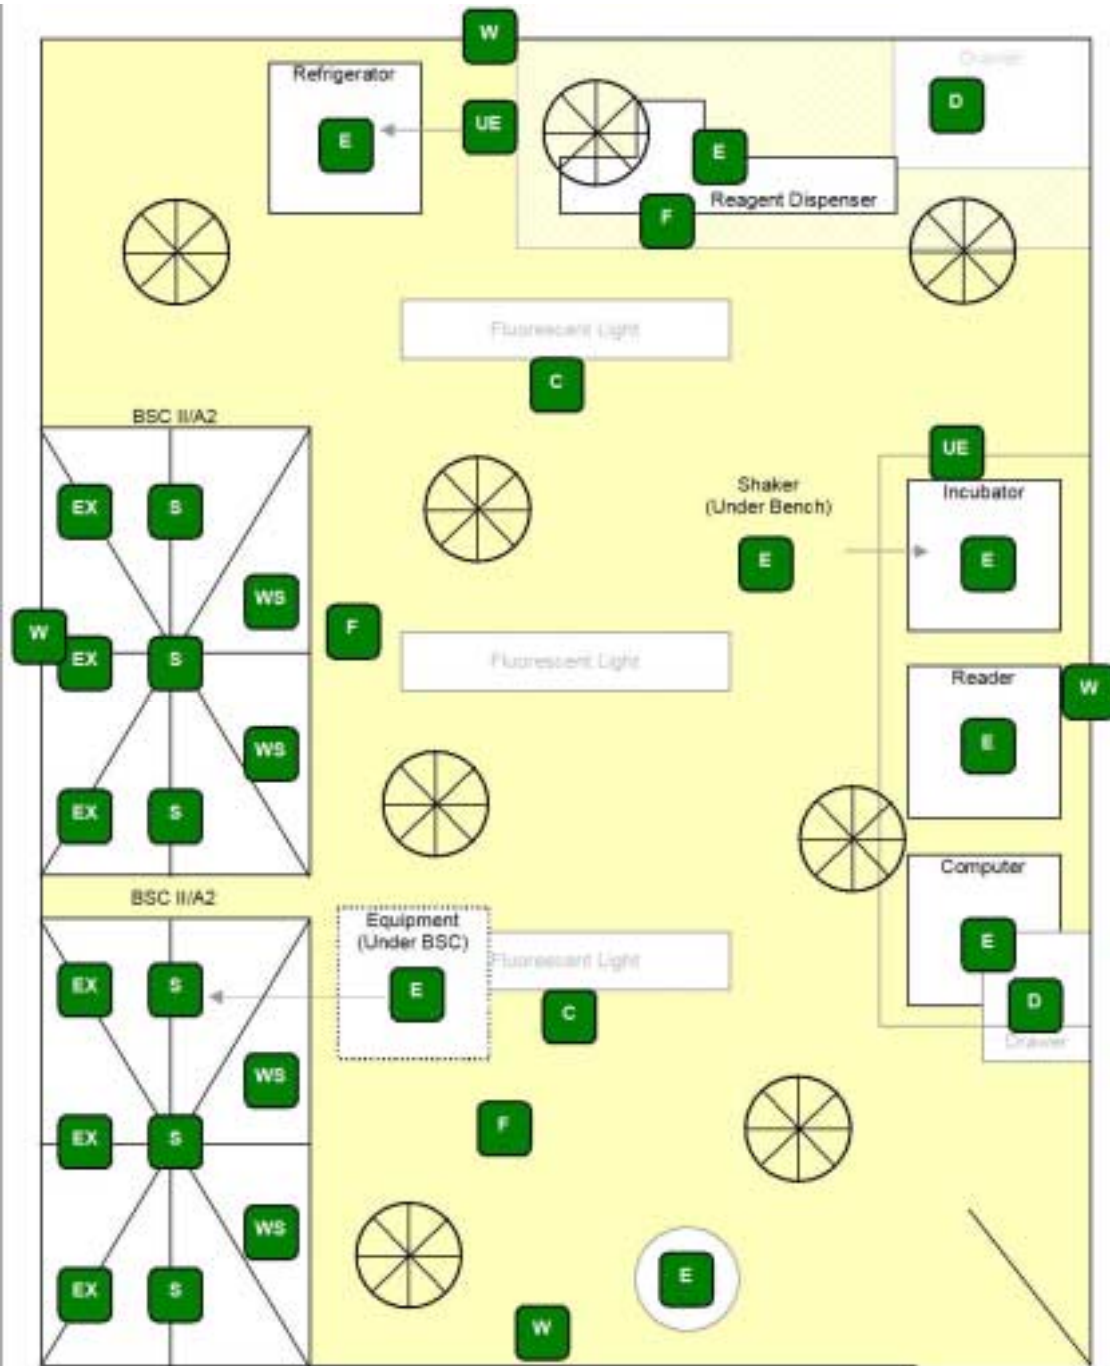 W
Refrigerator
Drawer
D
UE
E
E
Reagent Dispenser
F
Fluorescent Light
C
BSC II/A2
UE
Shaker
(Under Bench)
Incubator
EX
S
E
E
WS
W
F
EX
S
Fluorescent Light
Reader
W
WS
E
EX
S
Computer
BSC II/A2
Equipment
(Under BSC)
E
Fluorescent Light
EX
S
E
D
C
Drawer
WS
F
EX
S
WS
E
EX
S
W